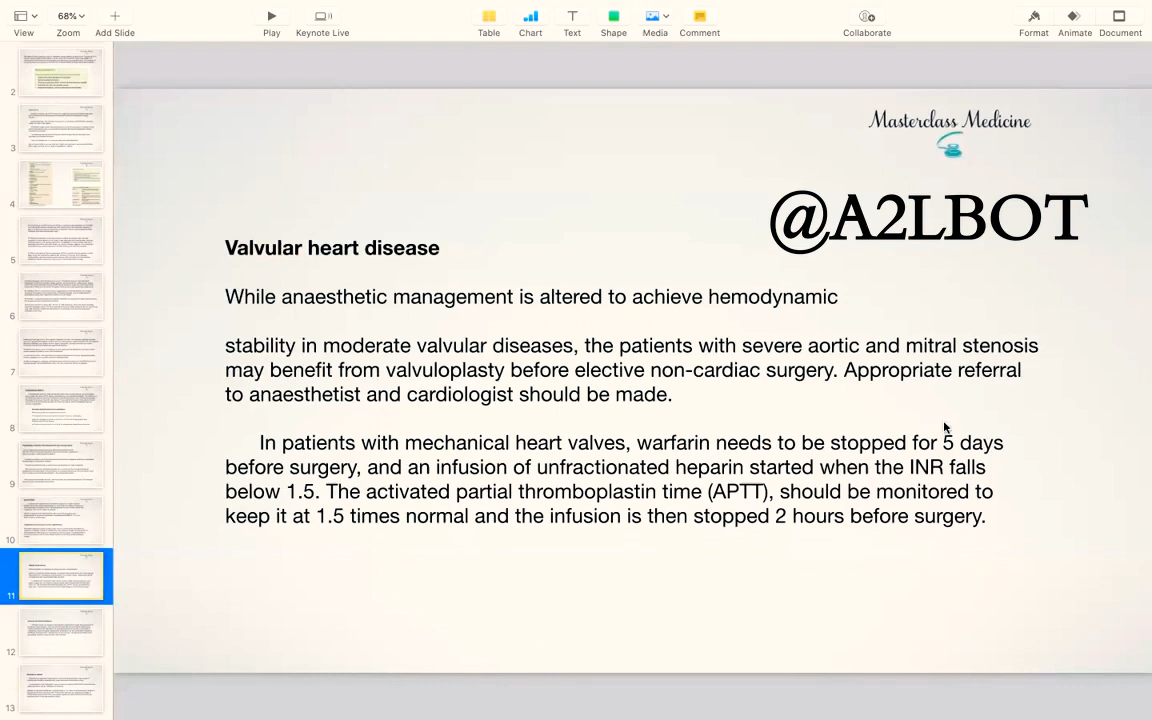 View
68%
Zoom
Add Slide
Play
Keynote Live
Table
Chart
Text
Shape
Media
Comment
Collaborate
Format
Animate
Document
2
3
4
5
6
7
8
9
10
11
12
13
Masterclass Medicine
@A2LBOT
Valvular heart disease
While anaesthetic management is altered to achieve hemodynamic
stability in moderate valvular diseases, the patients with severe aortic and mitral stenosis
may benefit from valvuloplasty before elective non-cardiac surgery. Appropriate referral
to anaesthetist and cardiologist should be made.
In patients with mechanical heart valves, warfarin needs to be stopped for 5 days
before surgery, and an infusion of unfractionated heparin started when the INR falls
below 1.5. The activated partial thromboplastin time (APTT), should be monitored to
keep it at 1.5 times normal and the infusion is then stopped 2 hours before surgery.